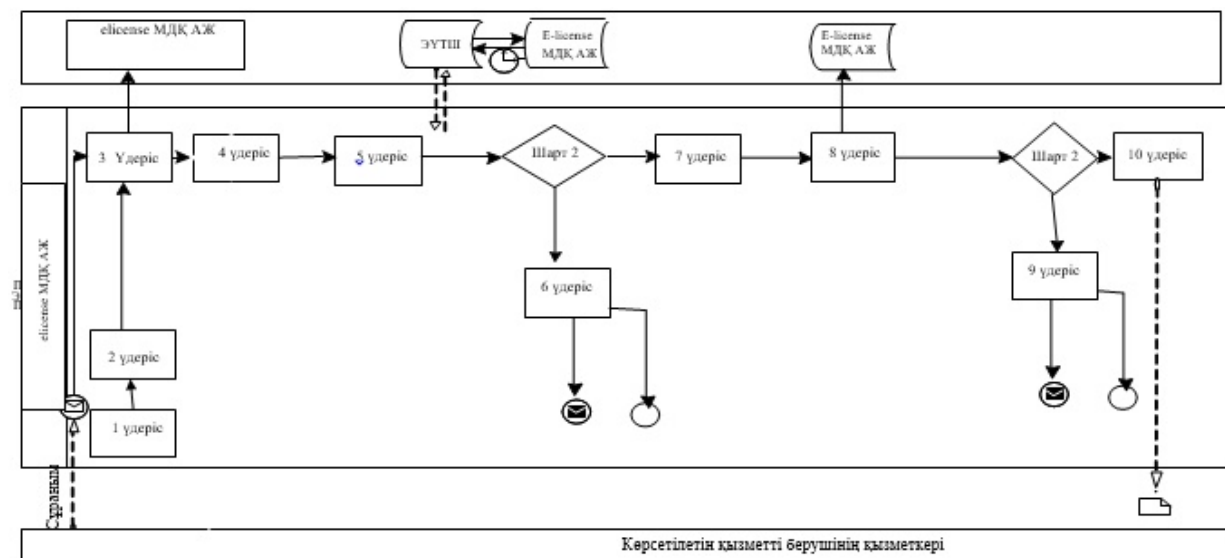 elicense МДҚ АЖ
ЭҮТШ
E-license
МДҚ АЖ
E-license
МДҚ АЖ
3 Үдеріс
4 үдеріс
5 үдеріс
Шарт 2
7 үдеріс
8 үдеріс
Шарт 2
10 үдеріс
elicense МДҚ АЖ
6 үдеріс
9 үдеріс
2 үдеріс
1 үдеріс
Сұраным
Көрсетілетін қызметті берушінің қызметкері